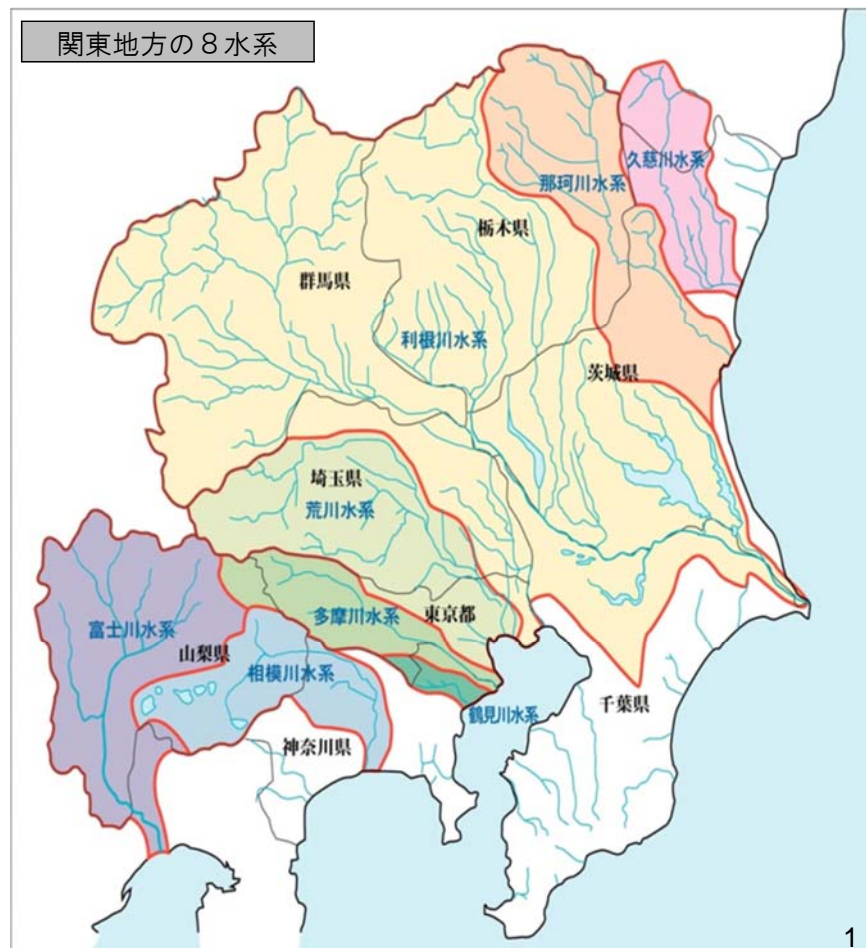 関東地方の８水系
久慈川水系
那珂川水系
栃木県
群馬県
利根川水系
茨城県
埼玉県
荒川水系
富士川水系
多摩川水系
東京都
山梨県
相模川水系
鶴見川水系
千葉県
神奈川県
1